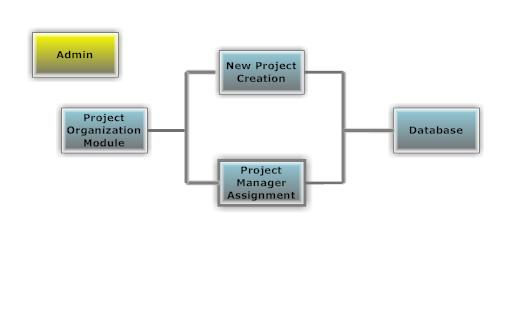 Admin
New Project
Creation
Project
Organization
Module
Database
Project
Manager
Assignment